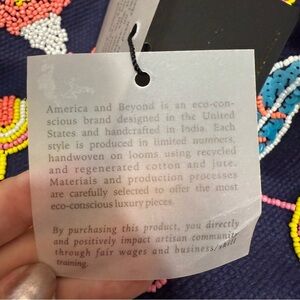 America and Beyond is an eco-con-
scious brand designed in the United
States and handcrafted in India. Each
style is produced in limited numbers,
handwoven on looms using recycled
and regenerated cotton and jute.
Materials and production processes
are carefully selected to offer the most
eco-conscious luxury pieces.
By purchasing this product, you directly
and positively impact artisan communities
through fair wages and business/skill
training.